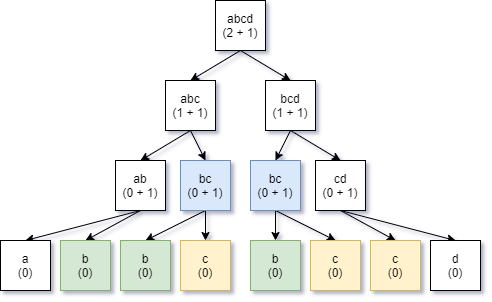 abcd
(2 + 1)
abc
(1 + 1)
bcd
(1 + 1)
ab
(0 + 1)
bc
(0 + 1)
bc
(0 + 1)
cd
(0 + 1)
a
(0)
b
(0)
b
(0)
c
(0)
b
(0)
c
(0)
c
(0)
d
(0)